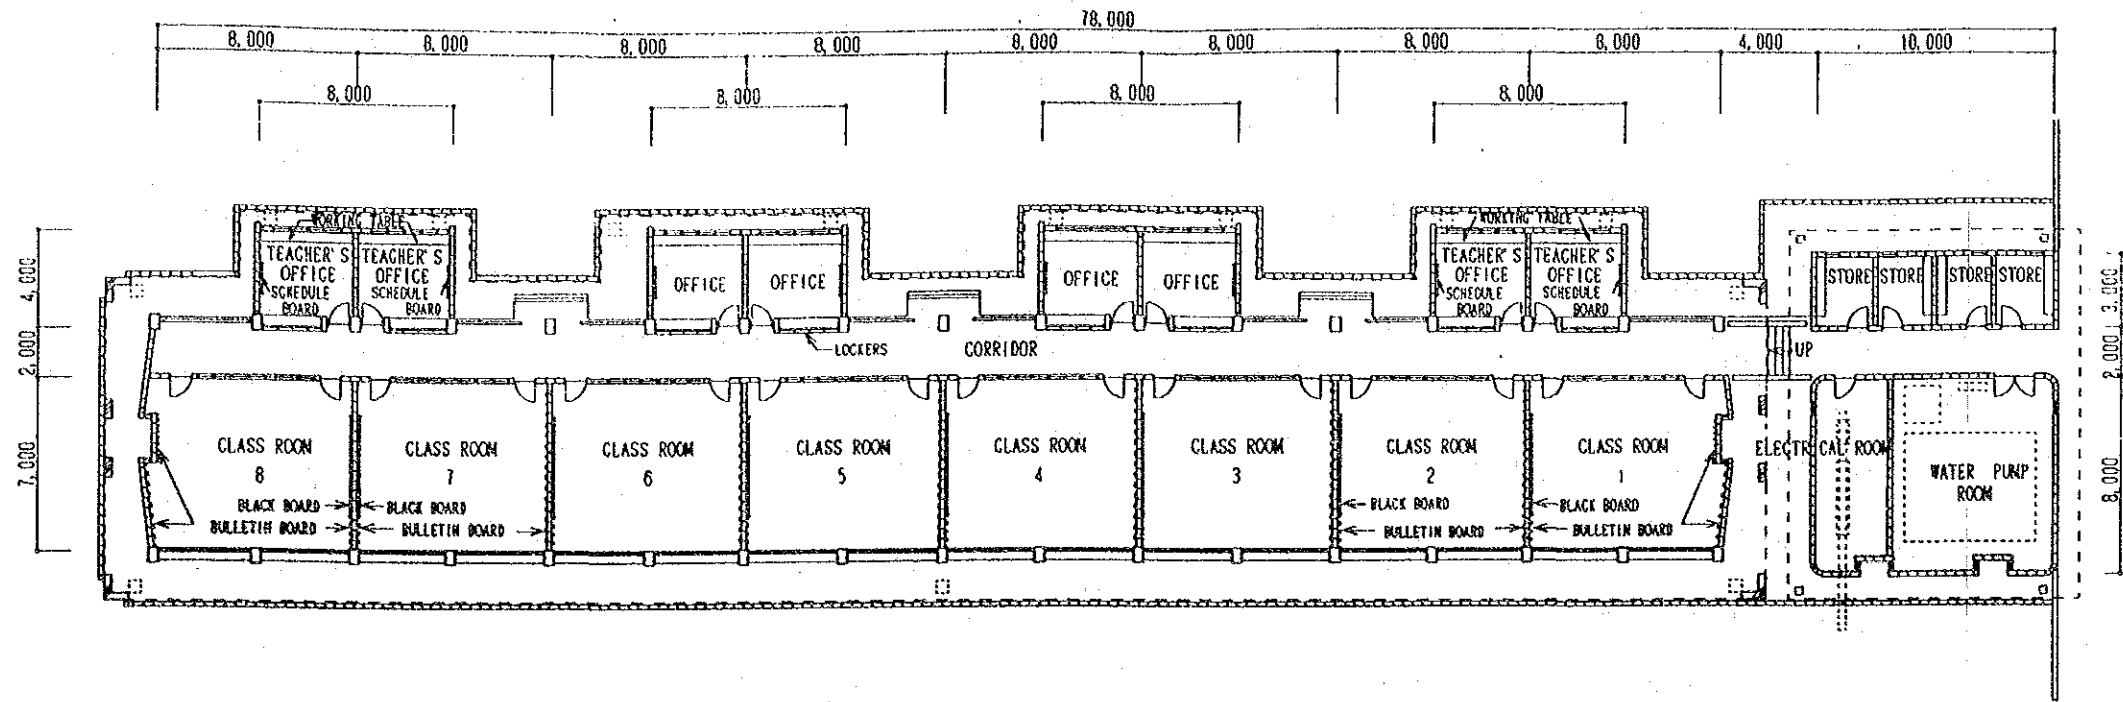 78,000
8,000 8,000 8,000 8,000 8,000 8,000 8,000 8,000 4,000 10,000
8,000 8,000 8,000 8,000
WORKING TABLE WORKING TABLE
TEACHER'S OFFICE SCHEDULE BOARD
TEACHER'S OFFICE SCHEDULE BOARD
OFFICE OFFICE OFFICE OFFICE
TEACHER'S OFFICE SCHEDULE BOARD
TEACHER'S OFFICE SCHEDULE BOARD
STORE STORE STORE STORE
4,000 3,000
2,000 LOCKERS CORRIDOR UP 2,000
CLASS ROOM 8
CLASS ROOM 7
CLASS ROOM 6
CLASS ROOM 5
CLASS ROOM 4
CLASS ROOM 3
CLASS ROOM 2
CLASS ROOM 1
ELECTR CAL ROOM
WATER PUMP ROOM
7,000 8,000
BLACK BOARD BLACK BOARD BLACK BOARD BLACK BOARD
BULLETIN BOARD BULLETIN BOARD BULLETIN BOARD BULLETIN BOARD